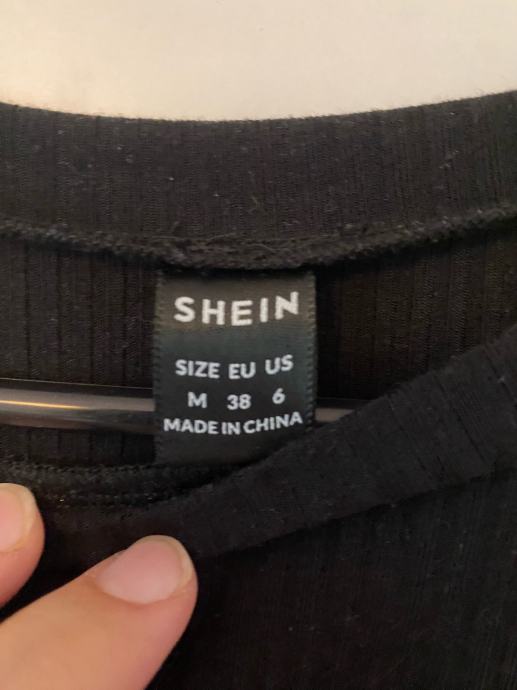 SHEIN
SIZE EU US
M 38 6
MADE IN CHINA